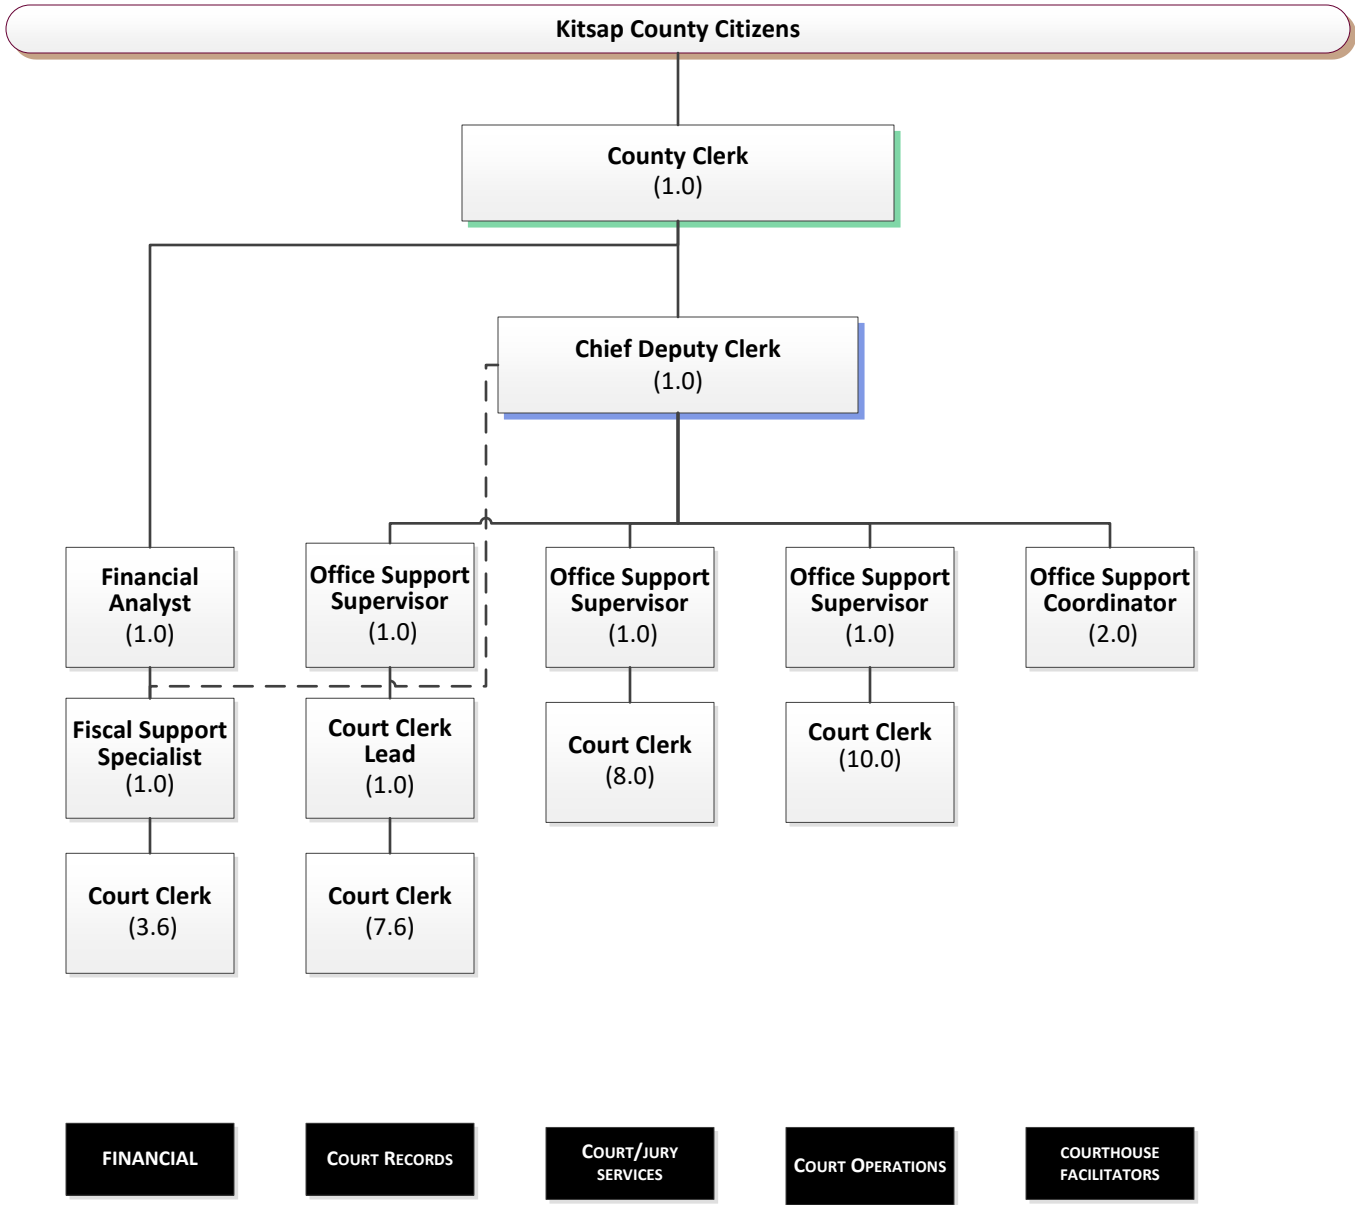 Kitsap County Citizens
County Clerk
(1.0)
Chief Deputy Clerk
(1.0)
Financial
Analyst
(1.0)
Office Support
Supervisor
(1.0)
Office Support
Supervisor
(1.0)
Office Support
Supervisor
(1.0)
Office Support
Coordinator
(2.0)
Fiscal Support
Specialist
(1.0)
Court Clerk
Lead
(1.0)
Court Clerk
(8.0)
Court Clerk
(10.0)
Court Clerk
(3.6)
Court Clerk
(7.6)
FINANCIAL
COURT RECORDS
COURT/JURY
SERVICES
COURT OPERATIONS
COURTHOUSE
FACILITATORS